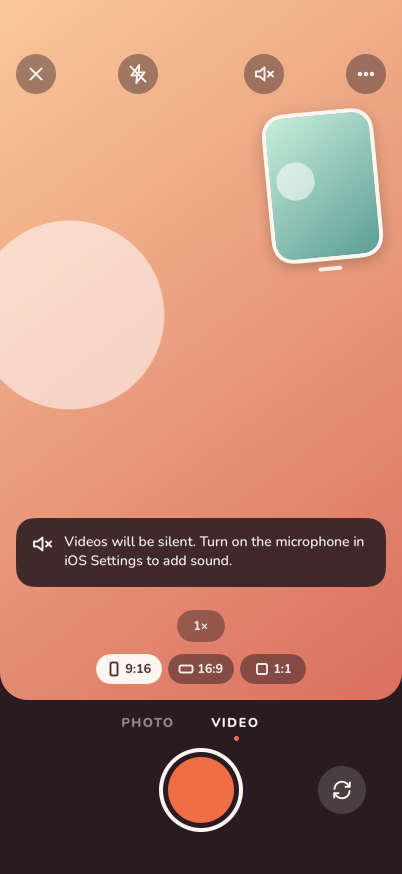 Videos will be silent. Turn on the microphone in
iOS Settings to add sound.
1×
9:16 16:9 1:1
PHOTO VIDEO